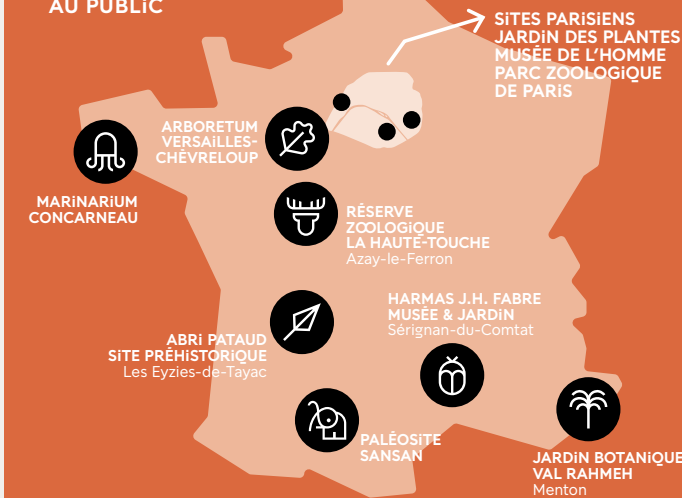 AU PUBLiC
SiTES PARiSiENS
JARDiN DES PLANTES
MUSÉE DE L'HOMME
PARC ZOOLOGiQUE
DE PARiS
ARBORETUM
VERSAiLLES-
CHÈVRELOUP
MARiNARiUM
CONCARNEAU
RÉSERVE
ZOOLOGiQUE
LA HAUTE-TOUCHE
Azay-le-Ferron
HARMAS J.H. FABRE
MUSÉE & JARDiN
Sérignan-du-Comtat
ABRi PATAUD
SiTE PRÉHiSTORiQUE
Les Eyzies-de-Tayac
PALÉOSiTE
SANSAN
JARDiN BOTANiQUE
VAL RAHMEH
Menton